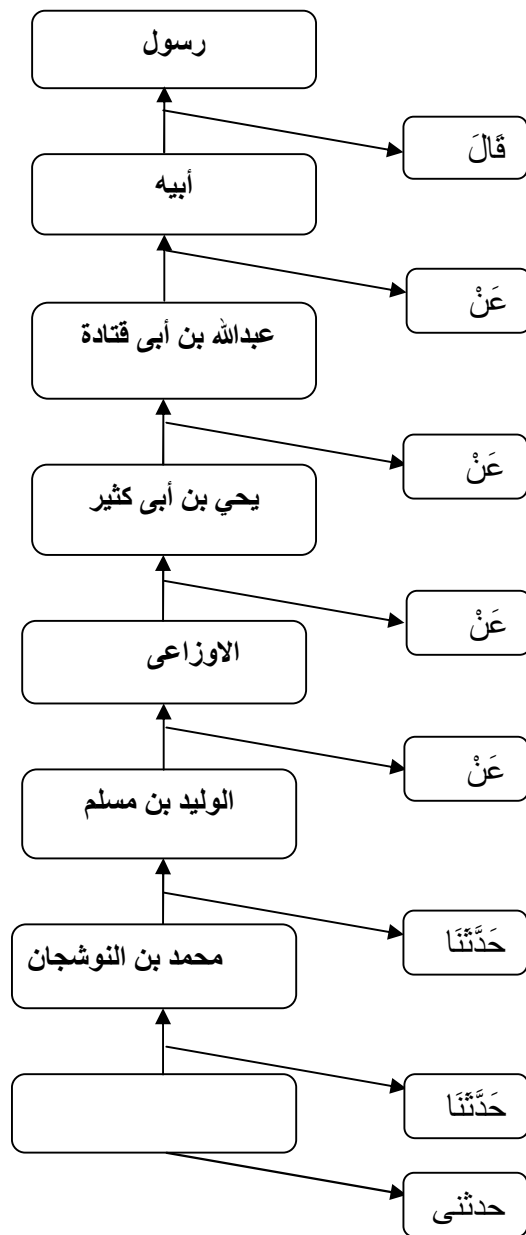 رسول
قَالَ
أبيه
عَنْ
عبدالله بن أبى قتادة
عَنْ
يحي بن أبى كثير
عَنْ
الاوزاعى
عَنْ
الوليد بن مسلم
حَدَّثَنَا
محمد بن النوشجان
حَدَّثَنَا
حدثنى